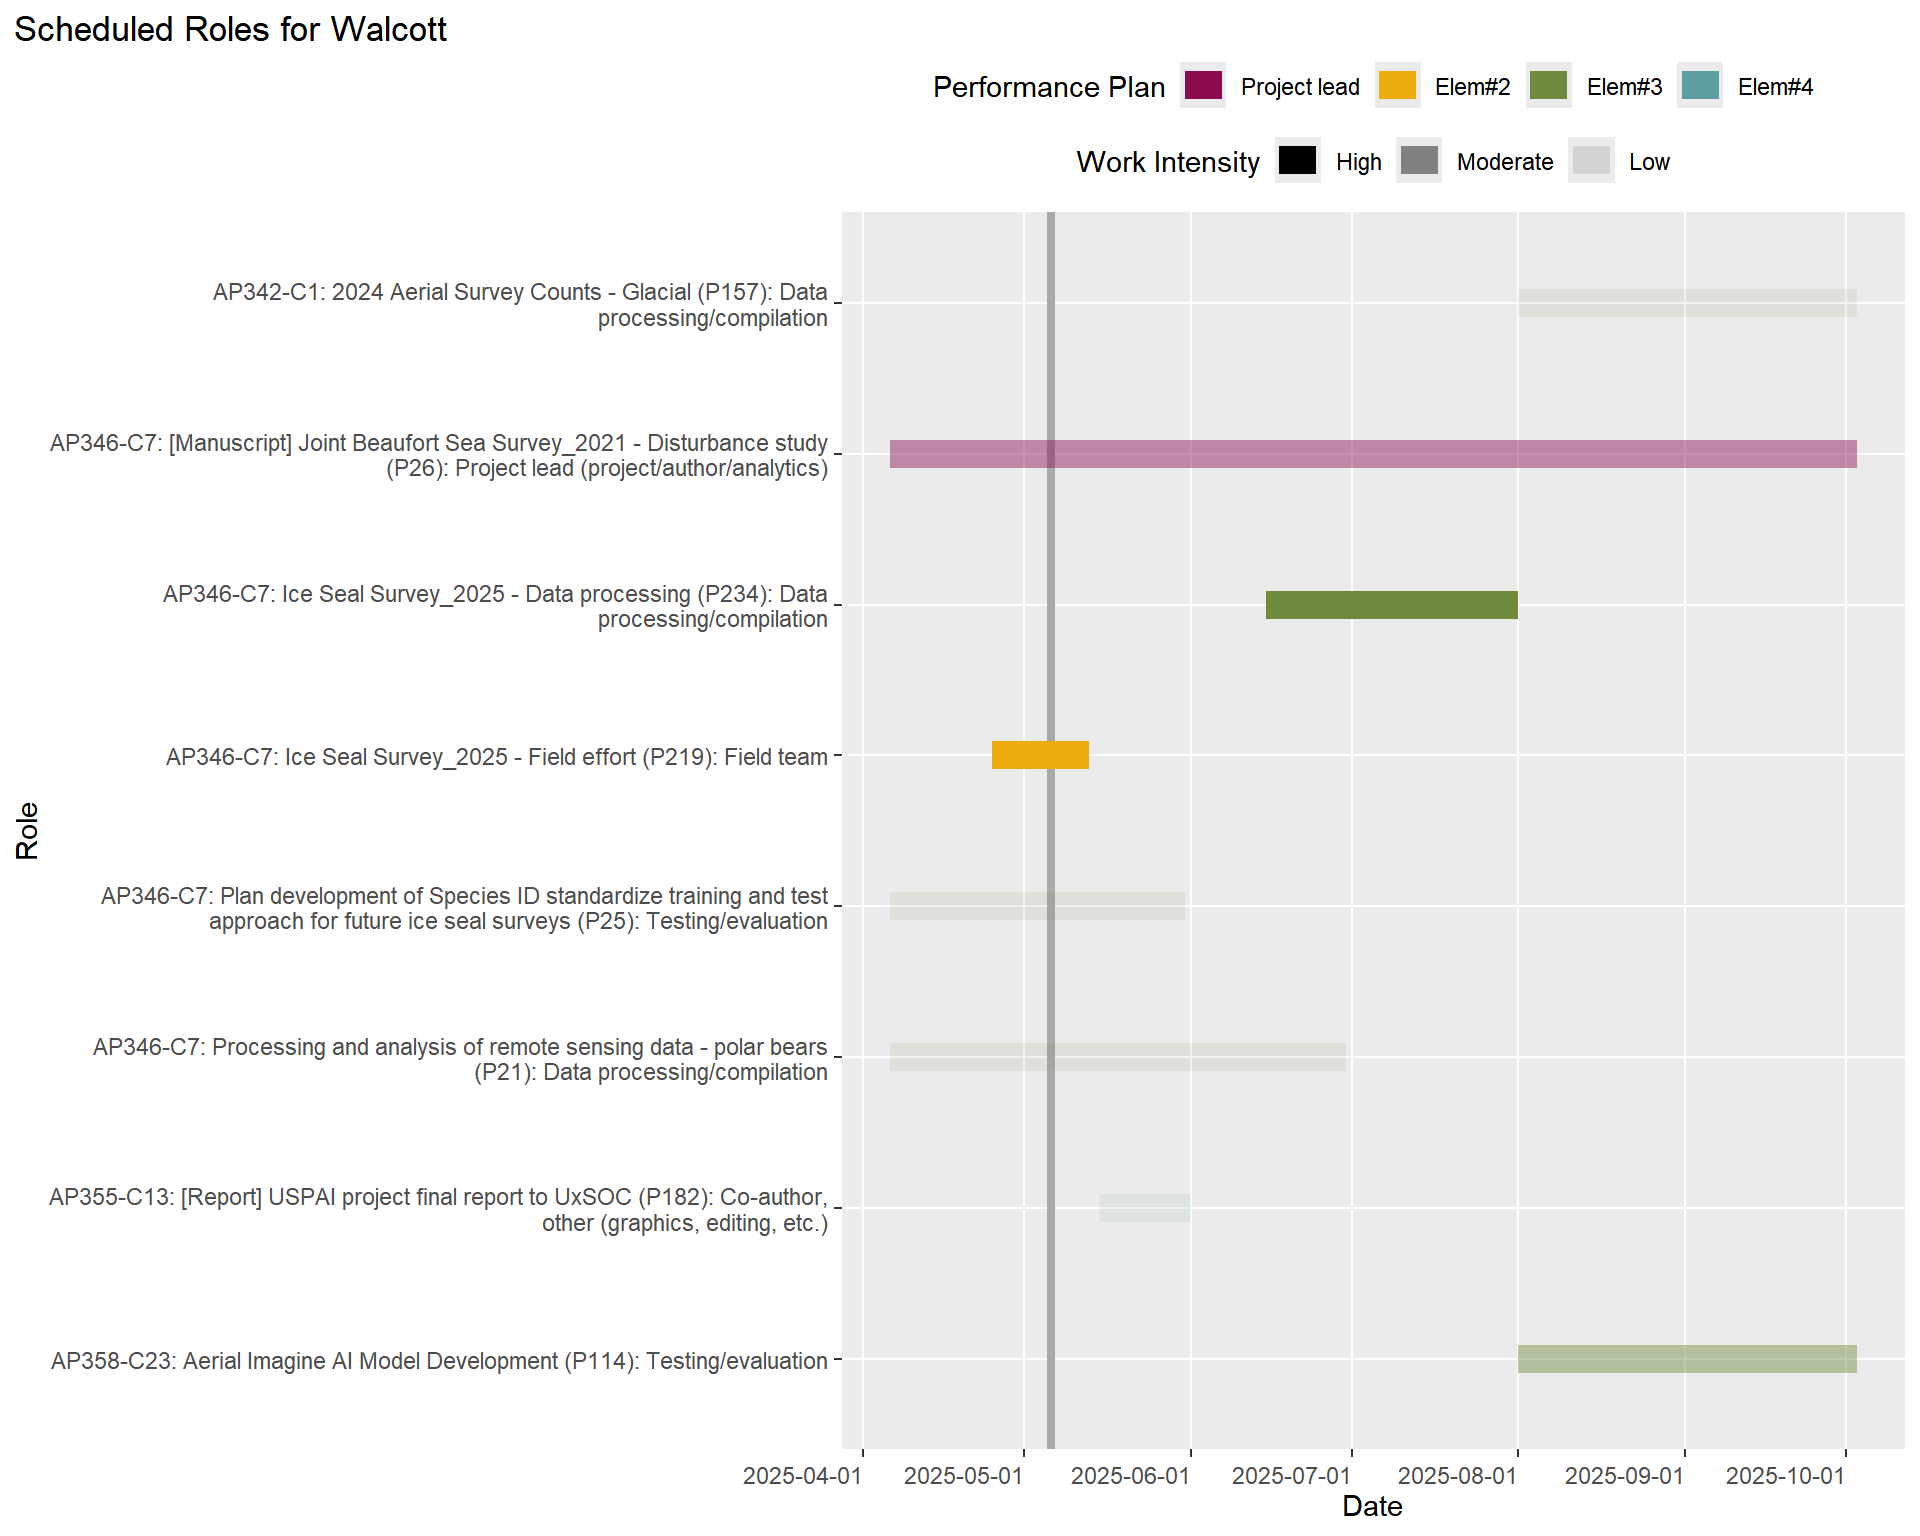 Scheduled Roles for Walcott
Performance Plan Project lead Elem#2 Elem#3 Elem#4
Work Intensity High Moderate Low
AP342-C1: 2024 Aerial Survey Counts - Glacial (P157): Data
processing/compilation
AP346-C7: [Manuscript] Joint Beaufort Sea Survey_2021 - Disturbance study
(P26): Project lead (project/author/analytics)
AP346-C7: Ice Seal Survey_2025 - Data processing (P234): Data
processing/compilation
AP346-C7: Ice Seal Survey_2025 - Field effort (P219): Field team
AP346-C7: Plan development of Species ID standardize training and test
approach for future ice seal surveys (P25): Testing/evaluation
AP346-C7: Processing and analysis of remote sensing data - polar bears
(P21): Data processing/compilation
AP355-C13: [Report] USPAI project final report to UxSOC (P182): Co-author,
other (graphics, editing, etc.)
AP358-C23: Aerial Imagine AI Model Development (P114): Testing/evaluation
Role
2025-04-01 2025-05-01 2025-06-01 2025-07-01 2025-08-01 2025-09-01 2025-10-01
Date